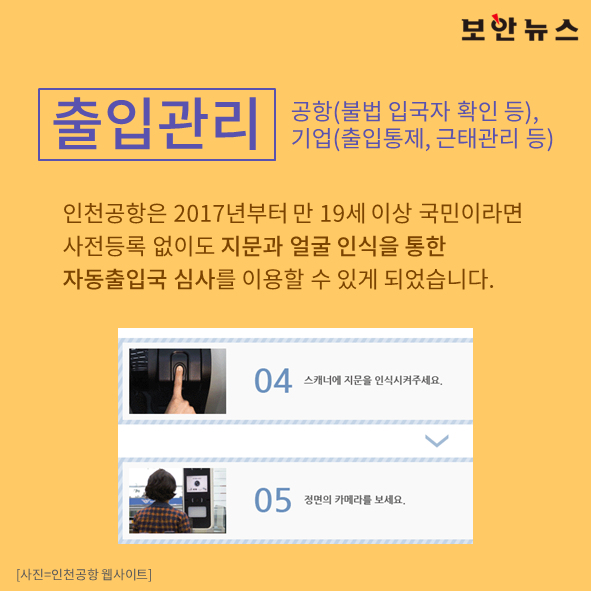 보안뉴스
출입관리
공항(불법 입국자 확인 등),
기업(출입통제, 근태관리 등)
인천공항은 2017년부터 만 19세 이상 국민이라면
사전등록 없이도 지문과 얼굴 인식을 통한
자동출입국 심사를 이용할 수 있게 되었습니다.
04 스캐너에 지문을 인식시켜주세요.
05 정면의 카메라를 보세요.
[사진=인천공항 웹사이트]